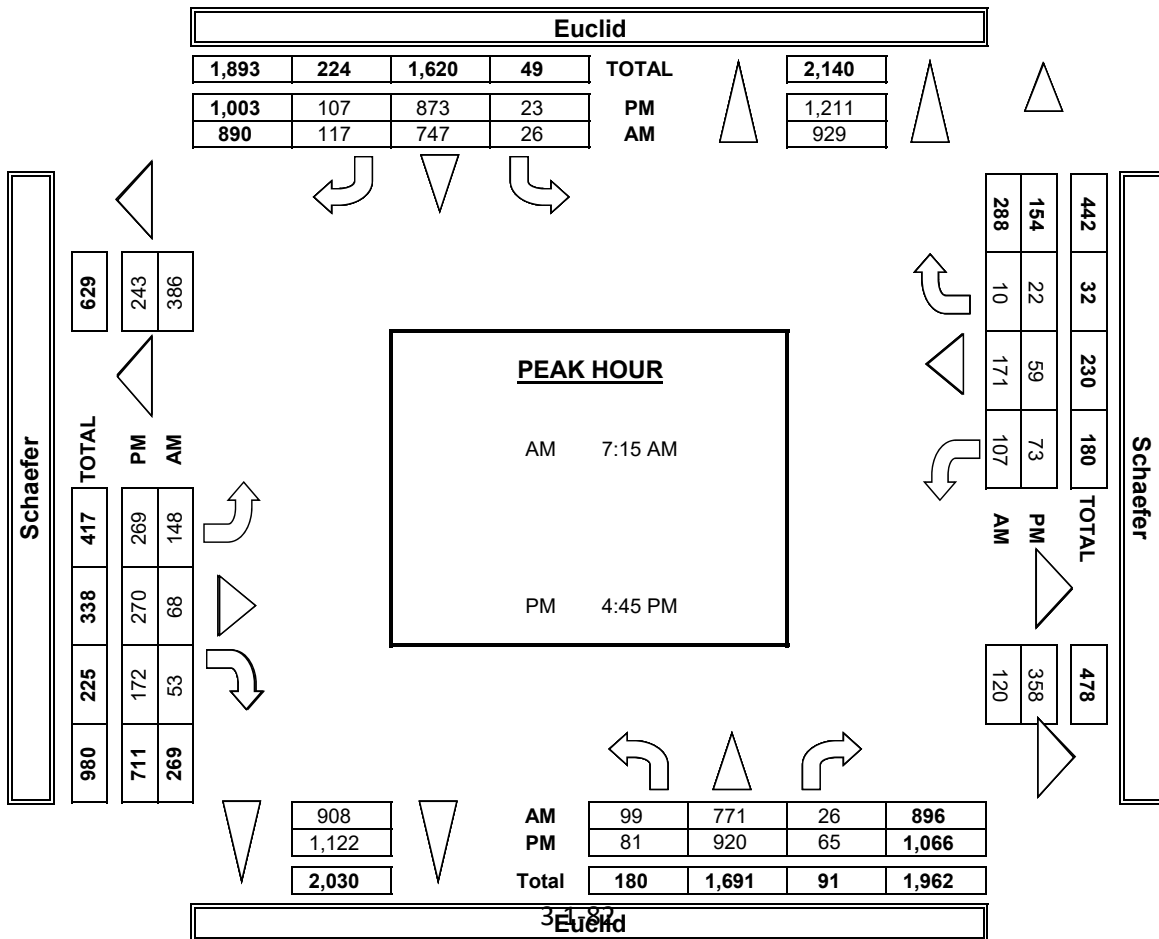 Euclid
1,893 224 1,620 49 TOTAL 2,140
1,003 107 873 23 PM 1,211
890 117 747 26 AM 929
Schaefer
629 243 386
TOTAL PM AM
417 269 148
338 270 68
225 172 53
980 711 269
PEAK HOUR
AM 7:15 AM
PM 4:45 PM
288 154 442
10 22 32
171 59 230
107 73 180
AM PM TOTAL
120 358 478
Schaefer
908 AM 99 771 26 896
1,122 PM 81 920 65 1,066
2,030 Total 180 1,691 91 1,962
3-1-82
Euclid